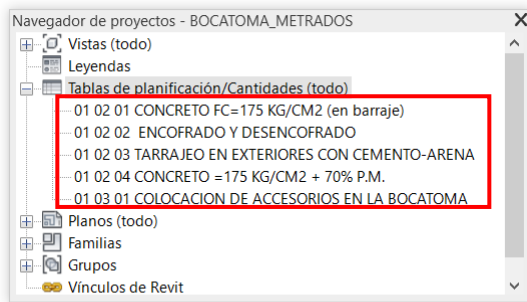 Navegador de proyectos - BOCATOMA_METRADOS
Vistas (todo)
Leyendas
Tablas de planificación/Cantidades (todo)
01 02 01 CONCRETO FC=175 KG/CM2 (en barraje)
01 02 02 ENCOFRADO Y DESENCOFRADO
01 02 03 TARRAJEO EN EXTERIORES CON CEMENTO-ARENA
01 02 04 CONCRETO =175 KG/CM2 + 70% P.M.
01 03 01 COLOCACION DE ACCESORIOS EN LA BOCATOMA
Planos (todo)
Familias
Grupos
Vínculos de Revit